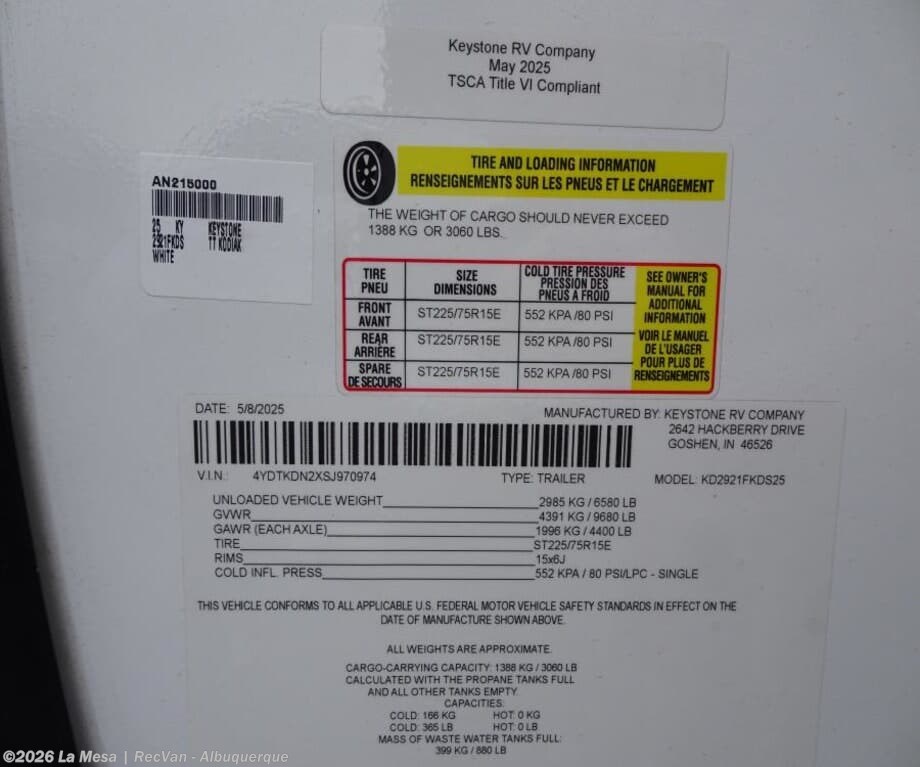 Keystone RV Company
May 2025
TSCA Title VI Compliant
AN215000
25 KY KEYSTONE
2921FKDS TT KODIAK
WHITE
TIRE AND LOADING INFORMATION
RENSEIGNEMENTS SUR LES PNEUS ET LE CHARGEMENT
THE WEIGHT OF CARGO SHOULD NEVER EXCEED
1388 KG OR 3060 LBS.
TIRE PNEU SIZE DIMENSIONS COLD TIRE PRESSURE PRESSION DES PNEUS A FROID
FRONT AVANT ST225/75R15E 552 KPA /80 PSI
REAR ARRIÈRE ST225/75R15E 552 KPA /80 PSI
SPARE DE SECOURS ST225/75R15E 552 KPA /80 PSI
SEE OWNER'S
MANUAL FOR
ADDITIONAL
INFORMATION
VOIR LE MANUEL
DE L'USAGER
POUR PLUS DE
RENSEIGNEMENTS
DATE: 5/8/2025 MANUFACTURED BY: KEYSTONE RV COMPANY
2642 HACKBERRY DRIVE
GOSHEN, IN 46526
V.I.N.: 4YDTKDN2XSJ970974 TYPE: TRAILER MODEL: KD2921FKDS25
UNLOADED VEHICLE WEIGHT 2985 KG / 6580 LB
GVWR 4391 KG / 9680 LB
GAWR (EACH AXLE) 1996 KG / 4400 LB
TIRE ST225/75R15E
RIMS 15x6J
COLD INFL. PRESS 552 KPA / 80 PSI/LPC - SINGLE
THIS VEHICLE CONFORMS TO ALL APPLICABLE U.S. FEDERAL MOTOR VEHICLE SAFETY STANDARDS IN EFFECT ON THE
DATE OF MANUFACTURE SHOWN ABOVE.
ALL WEIGHTS ARE APPROXIMATE.
CARGO-CARRYING CAPACITY: 1388 KG / 3060 LB
CALCULATED WITH THE PROPANE TANKS FULL
AND ALL OTHER TANKS EMPTY.
CAPACITIES:
COLD: 166 KG HOT: 0 KG
COLD: 365 LB HOT: 0 LB
MASS OF WASTE WATER TANKS FULL:
399 KG / 880 LB
©2026 La Mesa | RecVan - Albuquerque